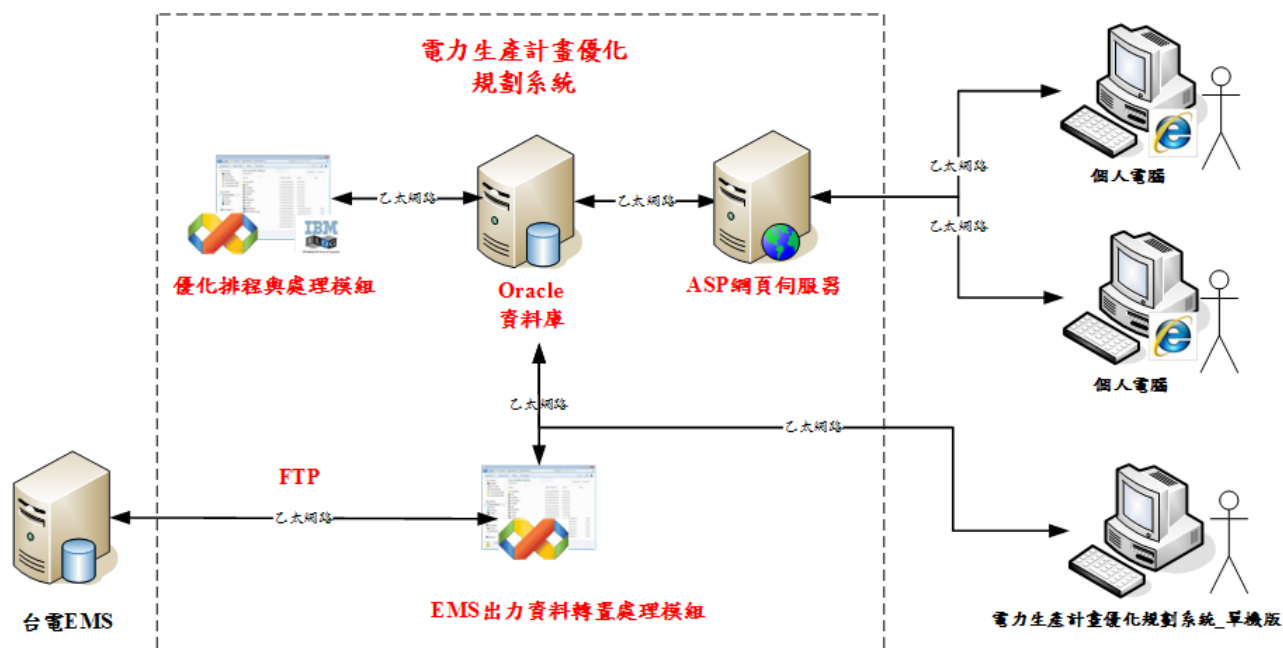 電力生產計畫優化
規劃系統
乙太網路
乙太網路
乙太網路
乙太網路
個人電腦
IBM
優化排程與處理模組
Oracle
資料庫
ASP網頁伺服器
個人電腦
乙太網路
乙太網路
FTP
乙太網路
台電EMS
EMS出力資料轉置處理模組
電力生產計畫優化規劃系統_單機版